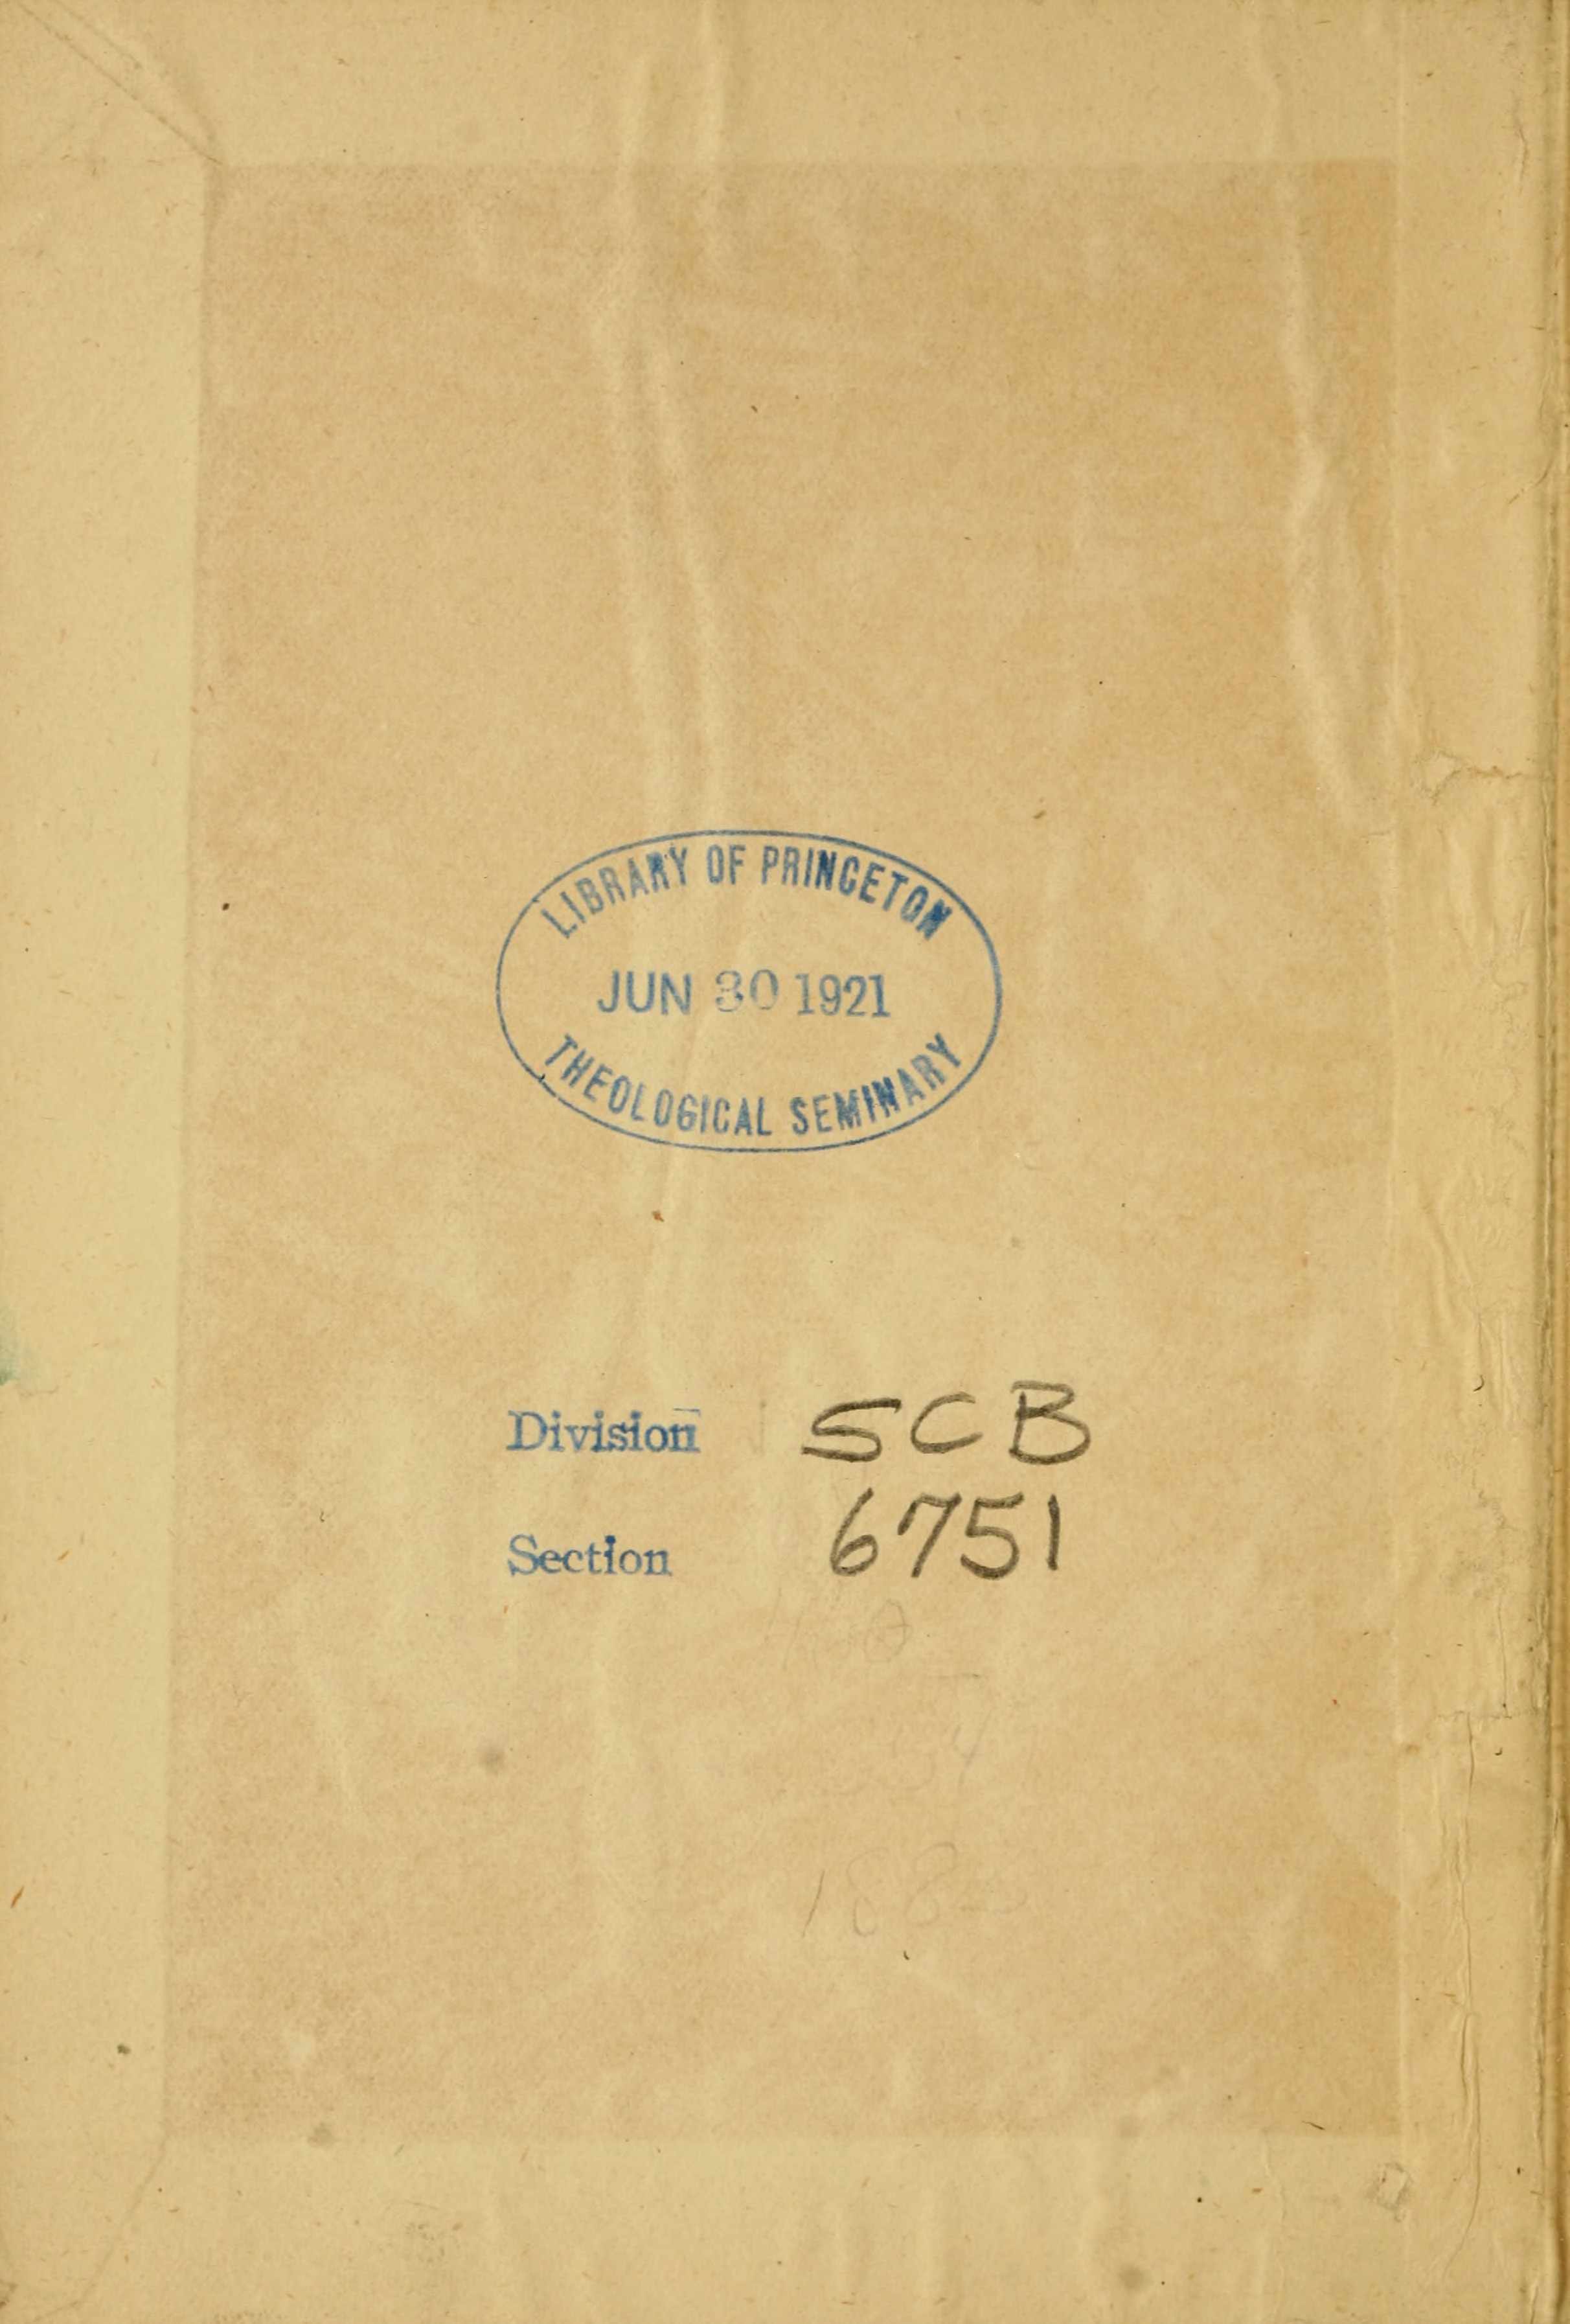 LIBRARY OF PRINCETON
JUN 30 1921
THEOLOGICAL SEMINARY
Division SCB
Section 6751